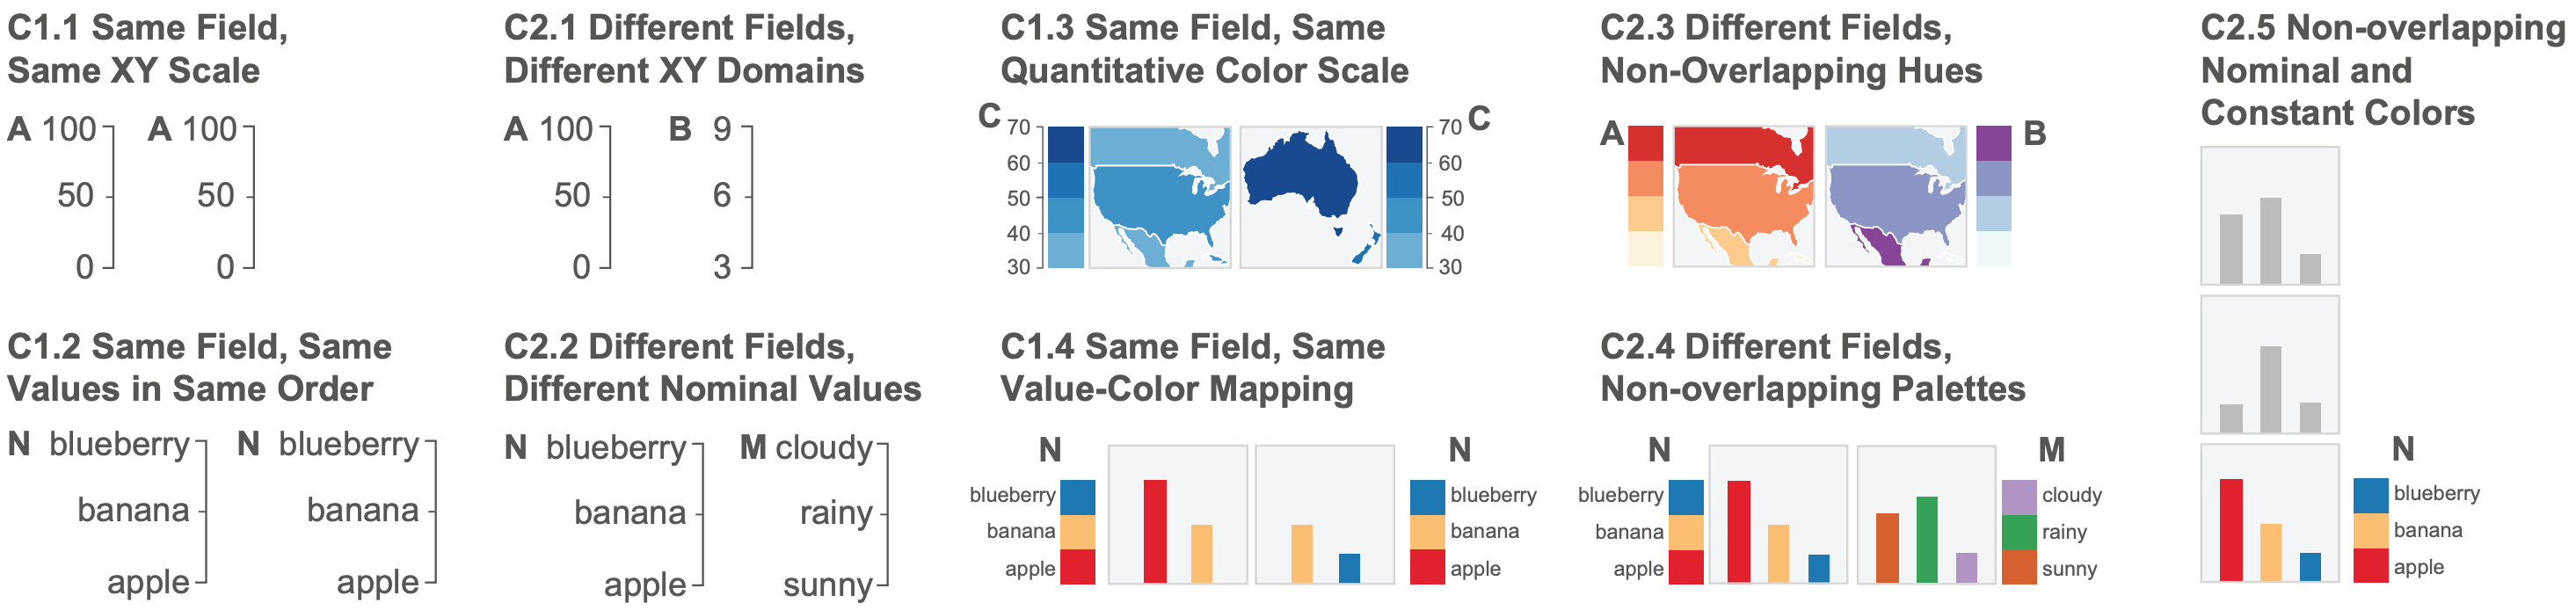 C1.1 Same Field,
Same XY Scale
A 100
50
0
A 100
50
0
C2.1 Different Fields,
Different XY Domains
A 100
50
0
B 9
6
3
C1.3 Same Field, Same
Quantitative Color Scale
C
70
60
50
40
30
70 C
60
50
40
30
C2.3 Different Fields,
Non-Overlapping Hues
A
B
C2.5 Non-overlapping
Nominal and
Constant Colors
N
blueberry
banana
apple
C1.2 Same Field, Same
Values in Same Order
N blueberry
banana
apple
N blueberry
banana
apple
C2.2 Different Fields,
Different Nominal Values
N blueberry
banana
apple
M cloudy
rainy
sunny
C1.4 Same Field, Same
Value-Color Mapping
N
blueberry
banana
apple
N
blueberry
banana
apple
C2.4 Different Fields,
Non-overlapping Palettes
N
blueberry
banana
apple
M
cloudy
rainy
sunny